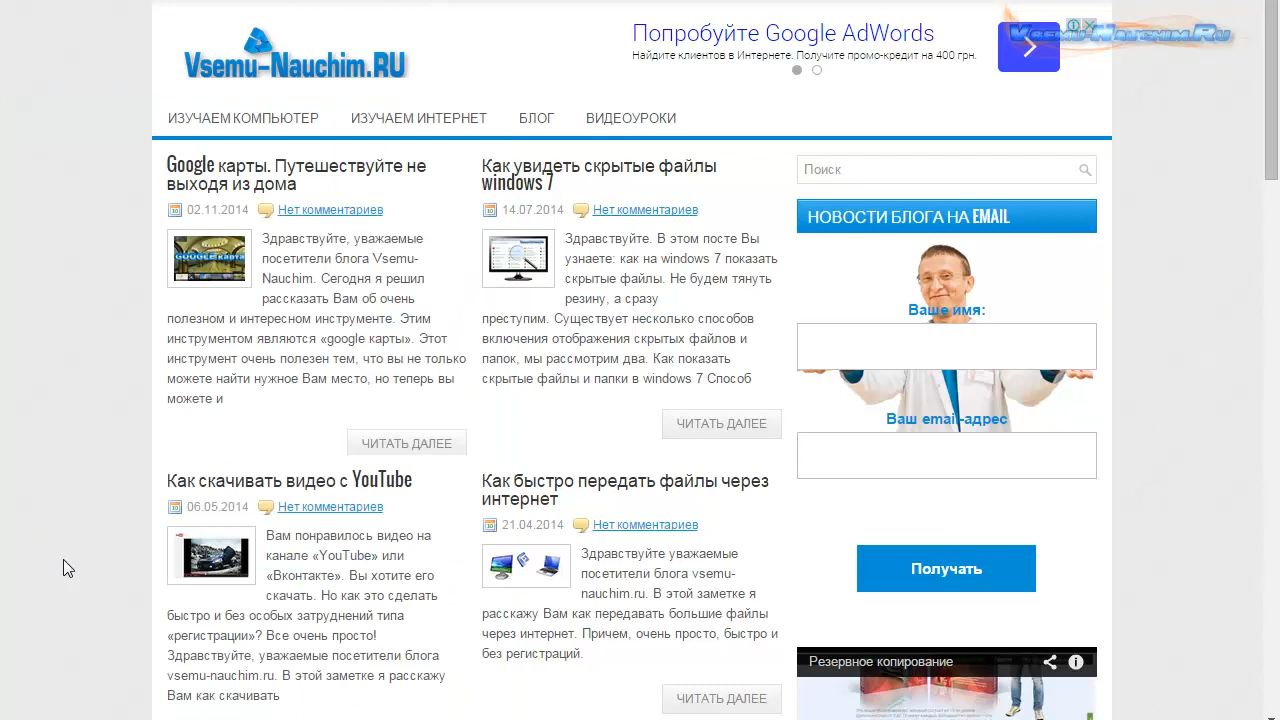 Vsemu-Nauchim.RU
Попробуйте Google AdWords
Найдите клиентов в Интернете. Получите промо-кредит на 400 грн.
Vsemu-Nauchim.Ru
ИЗУЧАЕМ КОМПЬЮТЕР
ИЗУЧАЕМ ИНТЕРНЕТ
БЛОГ
ВИДЕОУРОКИ
Google карты. Путешествуйте не
выходя из дома
02.11.2014
Нет комментариев
GOOGLE карта
Здравствуйте, уважаемые
посетители блога Vsemu-
Nauchim. Сегодня я решил
рассказать Вам об очень
полезном и интересном инструменте. Этим
инструментом являются «google карты». Этот
инструмент очень полезен тем, что вы не только
можете найти нужное Вам место, но теперь вы
можете и
ЧИТАТЬ ДАЛЕЕ
Как увидеть скрытые файлы
windows 7
14.07.2014
Нет комментариев
Здравствуйте. В этом посте Вы
узнаете: как на windows 7 показать
скрытые файлы. Не будем тянуть
резину, а сразу
преступим. Существует несколько способов
включения отображения скрытых файлов и
папок, мы рассмотрим два. Как показать
скрытые файлы и папки в windows 7 Способ
ЧИТАТЬ ДАЛЕЕ
Как скачивать видео с YouTube
06.05.2014
Нет комментариев
Вам понравилось видео на
канале «YouTube» или
«Вконтакте». Вы хотите его
скачать. Но как это сделать
быстро и без особых затруднений типа
«регистрации»? Все очень просто!
Здравствуйте, уважаемые посетители блога
vsemu-nauchim.ru. В этой заметке я расскажу
Вам как скачивать
Как быстро передать файлы через
интернет
21.04.2014
Нет комментариев
Здравствуйте уважаемые
посетители блога vsemu-
nauchim.ru. В этой заметке я
расскажу Вам как передавать большие файлы
через интернет. Причем, очень просто, быстро и
без регистраций.
ЧИТАТЬ ДАЛЕЕ
Поиск
НОВОСТИ БЛОГА НА EMAIL
Ваше имя:
Ваш email-адрес
Получать
Резервное копирование